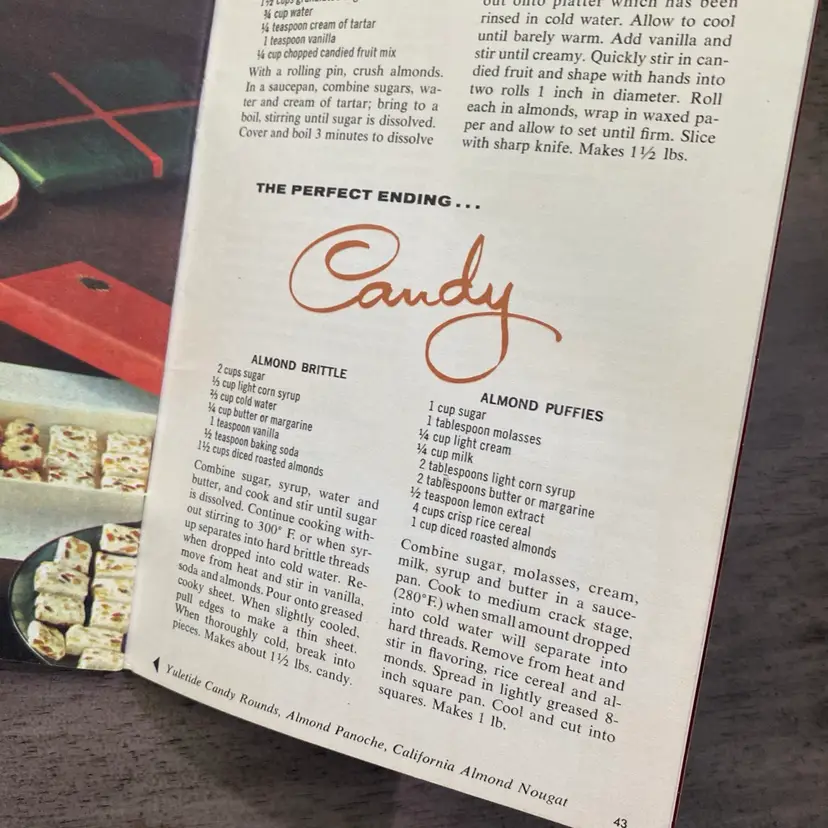 ¾ cup water
¼ teaspoon cream of tartar
1 teaspoon vanilla
¼ cup chopped candied fruit mix
With a rolling pin, crush almonds.
In a saucepan, combine sugars, wa-
ter and cream of tartar; bring to a
boil, stirring until sugar is dissolved.
Cover and boil 3 minutes to dissolve
out onto platter which has been
rinsed in cold water. Allow to cool
until barely warm. Add vanilla and
stir until creamy. Quickly stir in can-
died fruit and shape with hands into
two rolls 1 inch in diameter. Roll
each in almonds, wrap in waxed pa-
per and allow to set until firm. Slice
with sharp knife. Makes 1½ lbs.
THE PERFECT ENDING...
Candy
ALMOND BRITTLE
2 cups sugar
⅓ cup light corn syrup
⅔ cup cold water
¼ cup butter or margarine
1 teaspoon vanilla
½ teaspoon baking soda
1½ cups diced roasted almonds
Combine sugar, syrup, water and
butter, and cook and stir until sugar
is dissolved. Continue cooking with-
out stirring to 300° F. or when syr-
up separates into hard brittle threads
when dropped into cold water. Re-
move from heat and stir in vanilla,
soda and almonds. Pour onto greased
cooky sheet. When slightly cooled,
pull edges to make a thin sheet.
When thoroughly cold, break into
pieces. Makes about 1½ lbs. candy.
ALMOND PUFFIES
1 cup sugar
1 tablespoon molasses
¼ cup light cream
¼ cup milk
2 tablespoons light corn syrup
2 tablespoons butter or margarine
½ teaspoon lemon extract
4 cups crisp rice cereal
1 cup diced roasted almonds
Combine sugar, molasses, cream,
milk, syrup and butter in a sauce-
pan. Cook to medium crack stage,
(280°F.) when small amount dropped
into cold water will separate into
hard threads. Remove from heat and
stir in flavoring, rice cereal and al-
monds. Spread in lightly greased 8-
inch square pan. Cool and cut into
squares. Makes 1 lb.
Yuletide Candy Rounds, Almond Panoche, California Almond Nougat
43